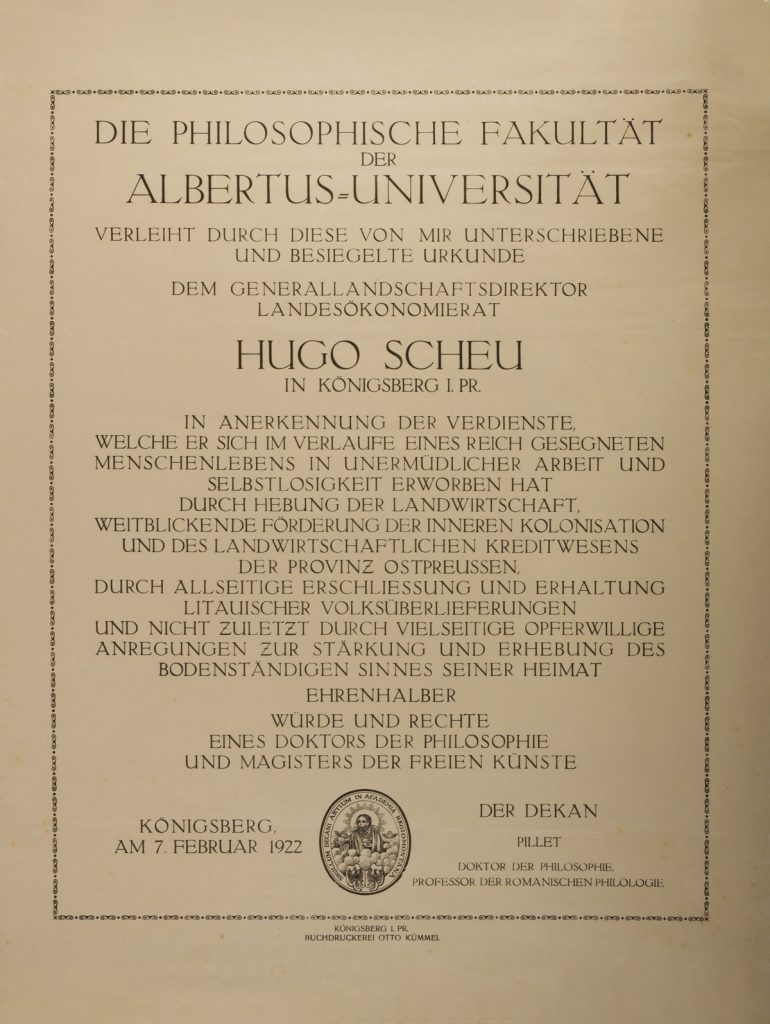 DIE PHILOSOPHISCHE FAKULTÄT
DER
ALBERTUS=UNIVERSITÄT
VERLEIHT DURCH DIESE VON MIR UNTERSCHRIEBENE
UND BESIEGELTE URKUNDE
DEM GENERALLANDSCHAFTSDIREKTOR
LANDESÖKONOMIERAT
HUGO SCHEU
IN KÖNIGSBERG I. PR.
IN ANERKENNUNG DER VERDIENSTE,
WELCHE ER SICH IM VERLAUFE EINES REICH GESEGNETEN
MENSCHENLEBENS IN UNERMÜDLICHER ARBEIT UND
SELBSTLOSIGKEIT ERWORBEN HAT
DURCH HEBUNG DER LANDWIRTSCHAFT,
WEITBLICKENDE FÖRDERUNG DER INNEREN KOLONISATION
UND DES LANDWIRTSCHAFTLICHEN KREDITWESENS
DER PROVINZ OSTPREUSSEN,
DURCH ALLSEITIGE ERSCHLIESSUNG UND ERHALTUNG
LITAUISCHER VOLKSÜBERLIEFERUNGEN
UND NICHT ZULETZT DURCH VIELSEITIGE OPFERWILLIGE
ANREGUNGEN ZUR STÄRKUNG UND ERHEBUNG DES
BODENSTÄNDIGEN SINNES SEINER HEIMAT
EHRENHALBER
WÜRDE UND RECHTE
EINES DOKTORS DER PHILOSOPHIE
UND MAGISTERS DER FREIEN KÜNSTE
KÖNIGSBERG,
AM 7. FEBRUAR 1922
SIGILLUM DECANI ARTIUM IN ACADEMIA REGIOMONTANA
DER DEKAN
PILLET
DOKTOR DER PHILOSOPHIE,
PROFESSOR DER ROMANISCHEN PHILOLOGIE
KÖNIGSBERG I. PR.
BUCHDRUCKEREI OTTO KÜMMEL